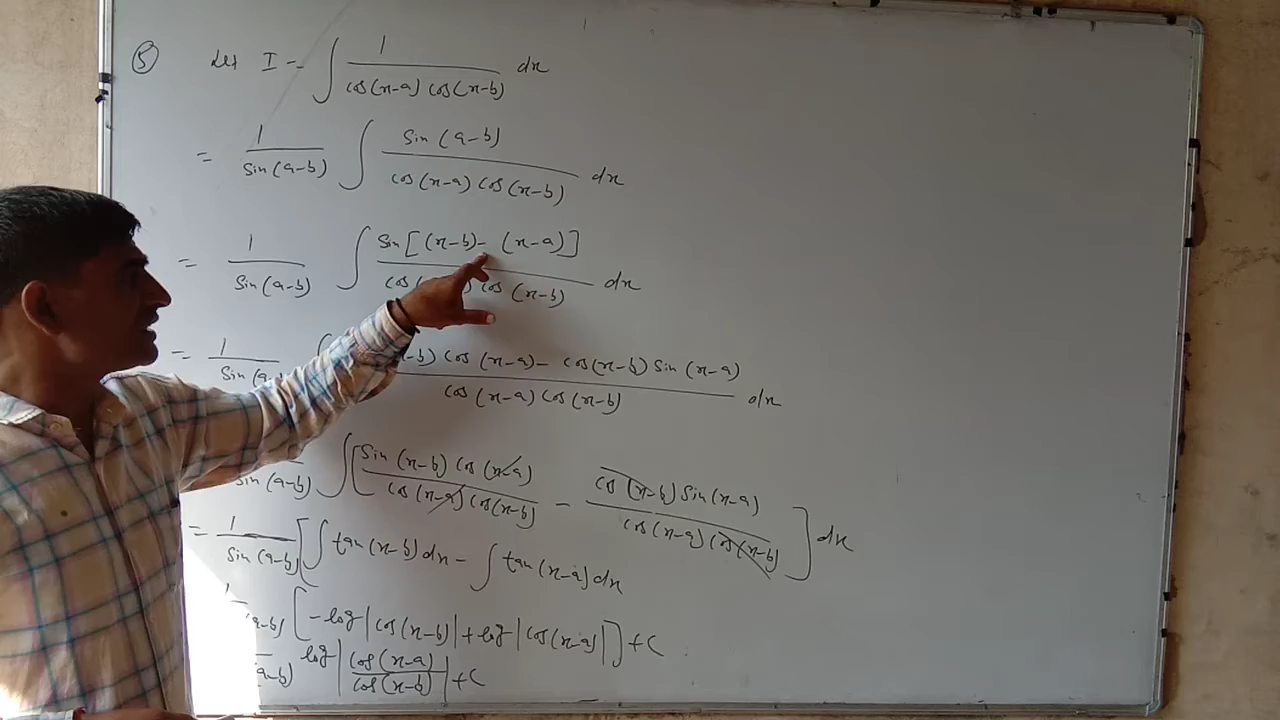 5 Let I = ∫ 1 / cos(x-a) cos(x-b) dx
= 1 / sin(a-b) ∫ sin(a-b) / cos(x-a) cos(x-b) dx
= 1 / sin(a-b) ∫ sin[(x-b) - (x-a)] / cos( ) cos(x-b) dx
= 1 / sin(a-b) ∫ -b) cos(x-a) - cos(x-b) sin(x-a) / cos(x-a) cos(x-b) dx
sin(a-b) ∫ [ sin(x-b) cos(x-a) / cos(x-a) cos(x-b) - cos(x-b) sin(x-a) / cos(x-a) cos(x-b) ] dx
= 1 / sin(a-b) [ ∫ tan(x-b) dx - ∫ tan(x-a) dx
1 / (a-b) [ -log |cos(x-b)| + log |cos(x-a)| ] + C
(a-b) log | cos(x-a) / cos(x-b) | + C